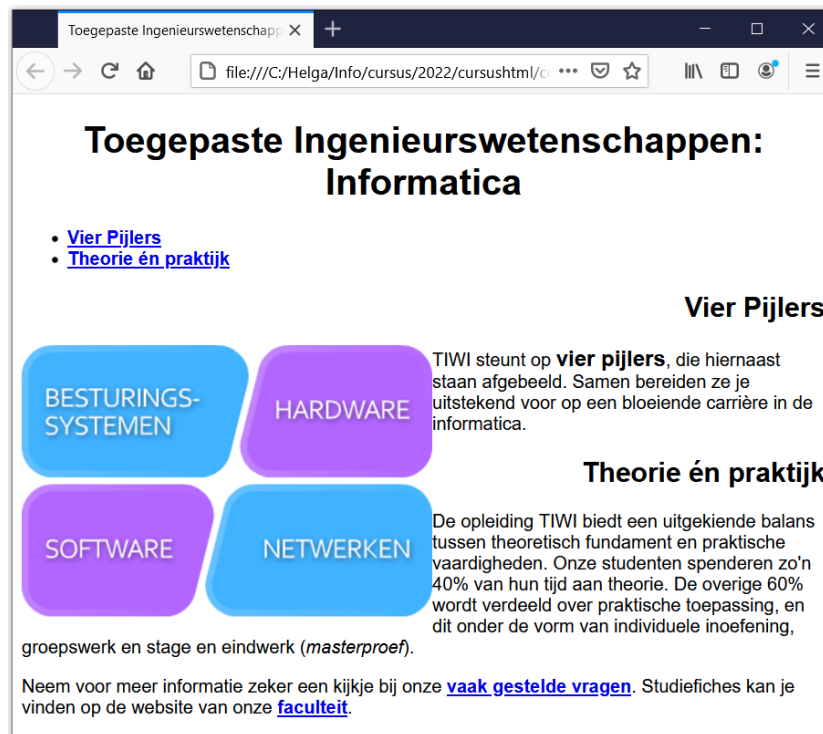 Toegepaste Ingenieurswetenschapp
file:///C:/Helga/Info/cursus/2022/cursushtml/c
Toegepaste Ingenieurswetenschappen:
Informatica
Vier Pijlers
Theorie én praktijk
Vier Pijlers
BESTURINGS-
SYSTEMEN
HARDWARE
SOFTWARE
NETWERKEN
TIWI steunt op vier pijlers, die hiernaast
staan afgebeeld. Samen bereiden ze je
uitstekend voor op een bloeiende carrière in de
informatica.
Theorie én praktijk
De opleiding TIWI biedt een uitgekiende balans
tussen theoretisch fundament en praktische
vaardigheden. Onze studenten spenderen zo'n
40% van hun tijd aan theorie. De overige 60%
wordt verdeeld over praktische toepassing, en
dit onder de vorm van individuele inoefening,
groepswerk en stage en eindwerk (masterproef).
Neem voor meer informatie zeker een kijkje bij onze vaak gestelde vragen. Studiefiches kan je
vinden op de website van onze faculteit.